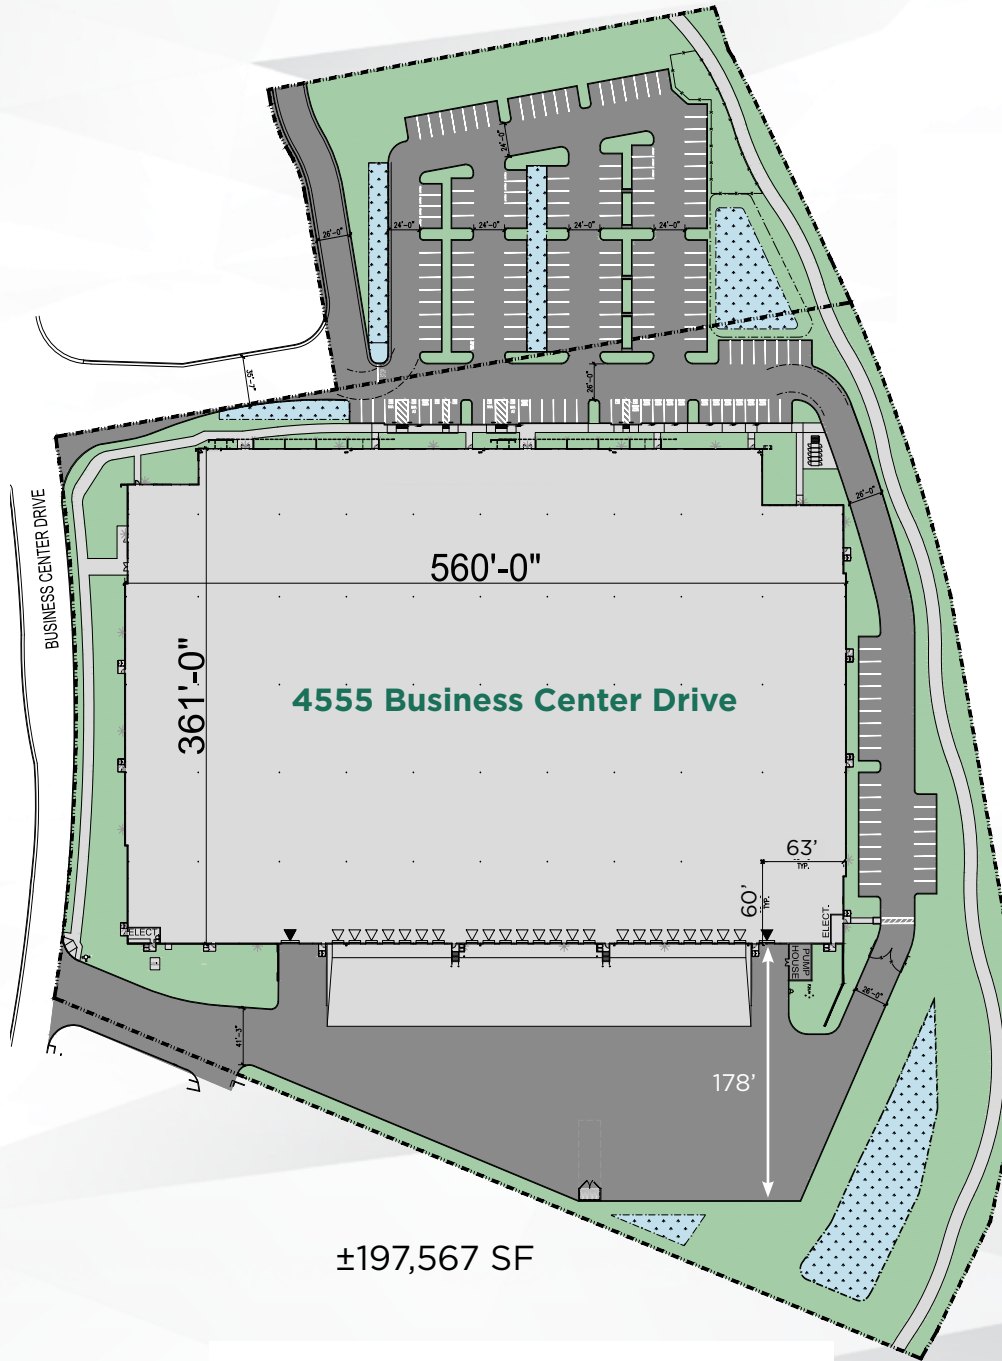 24'-0"
26'-0"
24'-0"
24'-0"
24'-0"
24'-0"
35'-7"
26'-0"
26'-0"
BUSINESS CENTER DRIVE
560'-0"
361'-0"
4555 Business Center Drive
63'
TYP.
60'
TYP.
ELECT.
ELECT.
PUMP
HOUSE
26'-0"
41'-3"
178'
±197,567 SF